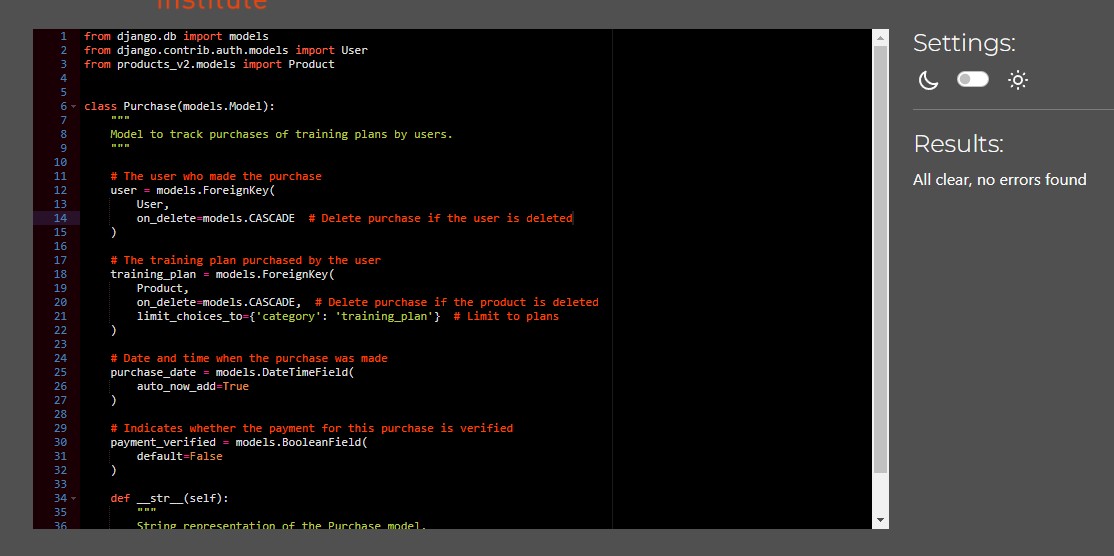 institute
1 from django.db import models
2 from django.contrib.auth.models import User
3 from products_v2.models import Product
4
5
6 class Purchase(models.Model):
7     """
8     Model to track purchases of training plans by users.
9     """
10
11     # The user who made the purchase
12     user = models.ForeignKey(
13         User,
14         on_delete=models.CASCADE  # Delete purchase if the user is deleted
15     )
16
17     # The training plan purchased by the user
18     training_plan = models.ForeignKey(
19         Product,
20         on_delete=models.CASCADE,  # Delete purchase if the product is deleted
21         limit_choices_to={'category': 'training_plan'}  # Limit to plans
22     )
23
24     # Date and time when the purchase was made
25     purchase_date = models.DateTimeField(
26         auto_now_add=True
27     )
28
29     # Indicates whether the payment for this purchase is verified
30     payment_verified = models.BooleanField(
31         default=False
32     )
33
34     def __str__(self):
35         """
36         String representation of the Purchase model.
Settings:
Results:
All clear, no errors found